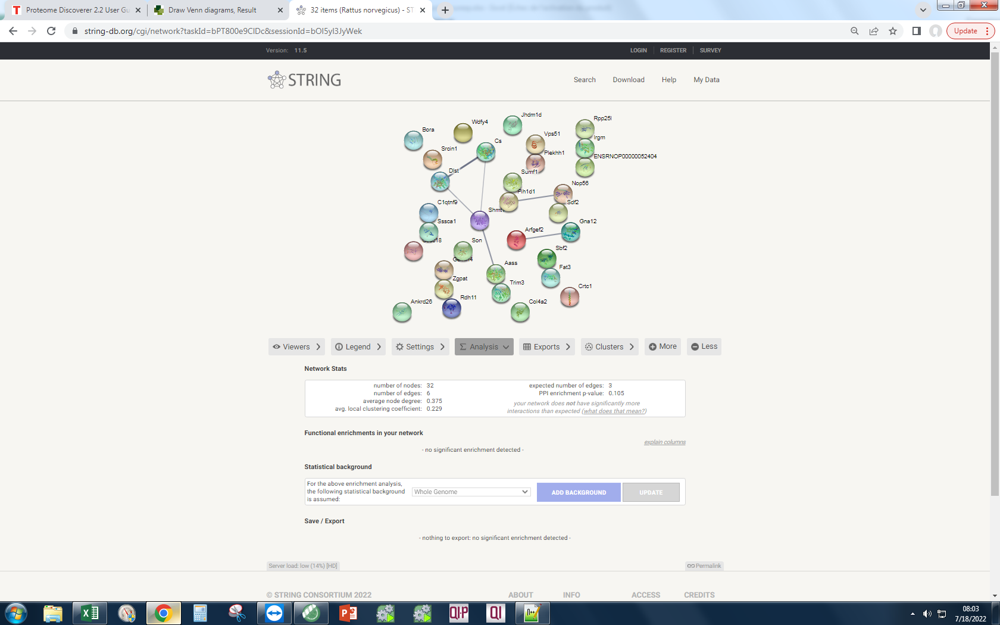 Proteome Discoverer 2.2 User Gu
Draw Venn diagrams, Result
32 items (Rattus norvegicus) - ST
string-db.org/cgi/network?taskId=bPT800e9ClDc&sessionId=bOI5yl3JyWek
Update
Version: 11.5
LOGIN
REGISTER
SURVEY
STRING
Search
Download
Help
My Data
Jhdm1d
Rpp25l
Wdfy4
Bora
Vps51
Irgm
Cs
Srcin1
Plekhh1
ENSRNOP00000052404
Dlst
Sumf1
Nop56
Pih1d1
C1qtnf9
Sdf2
Shmt1
Sssca1
Gna12
Arfgef2
Son
Sbf2
Aass
Fat3
Zgpat
Trim3
Crtc1
Rdh11
Ankrd26
Col4a2
Viewers
Legend
Settings
Analysis
Exports
Clusters
More
Less
Network Stats
number of nodes: 32
number of edges: 6
average node degree: 0.375
avg. local clustering coefficient: 0.229
expected number of edges: 3
PPI enrichment p-value: 0.105
your network does not have significantly more
interactions than expected (what does that mean?)
Functional enrichments in your network
explain columns
- no significant enrichment detected -
Statistical background
For the above enrichment analysis,
the following statistical background
is assumed:
Whole Genome
ADD BACKGROUND
UPDATE
Save / Export
- nothing to export: no significant enrichment detected -
Server load: low (14%) [HD]
Permalink
© STRING CONSORTIUM 2022
ABOUT
INFO
ACCESS
CREDITS
QI-P
QI
08:03
7/18/2022